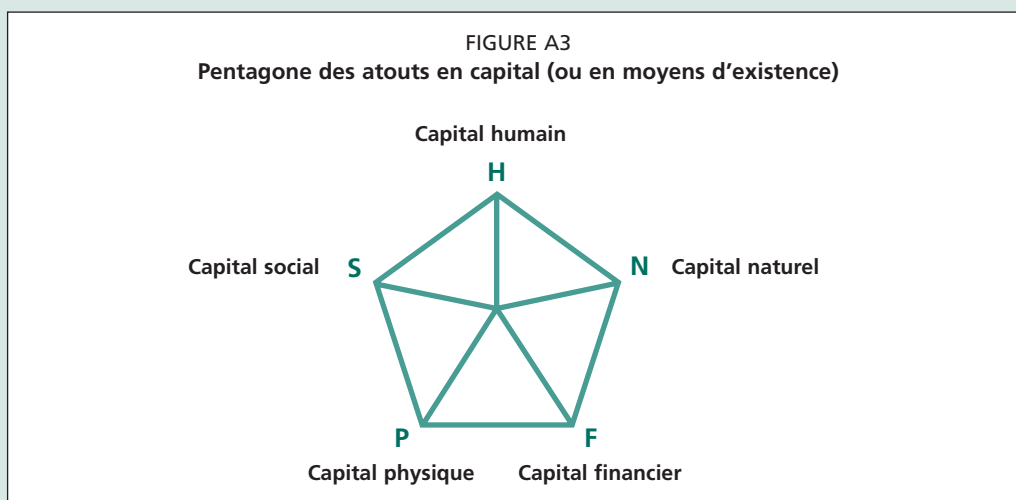 FIGURE A3
Pentagone des atouts en capital (ou en moyens d'existence)
Capital humain
H
Capital social S N Capital naturel
P F
Capital physique Capital financier